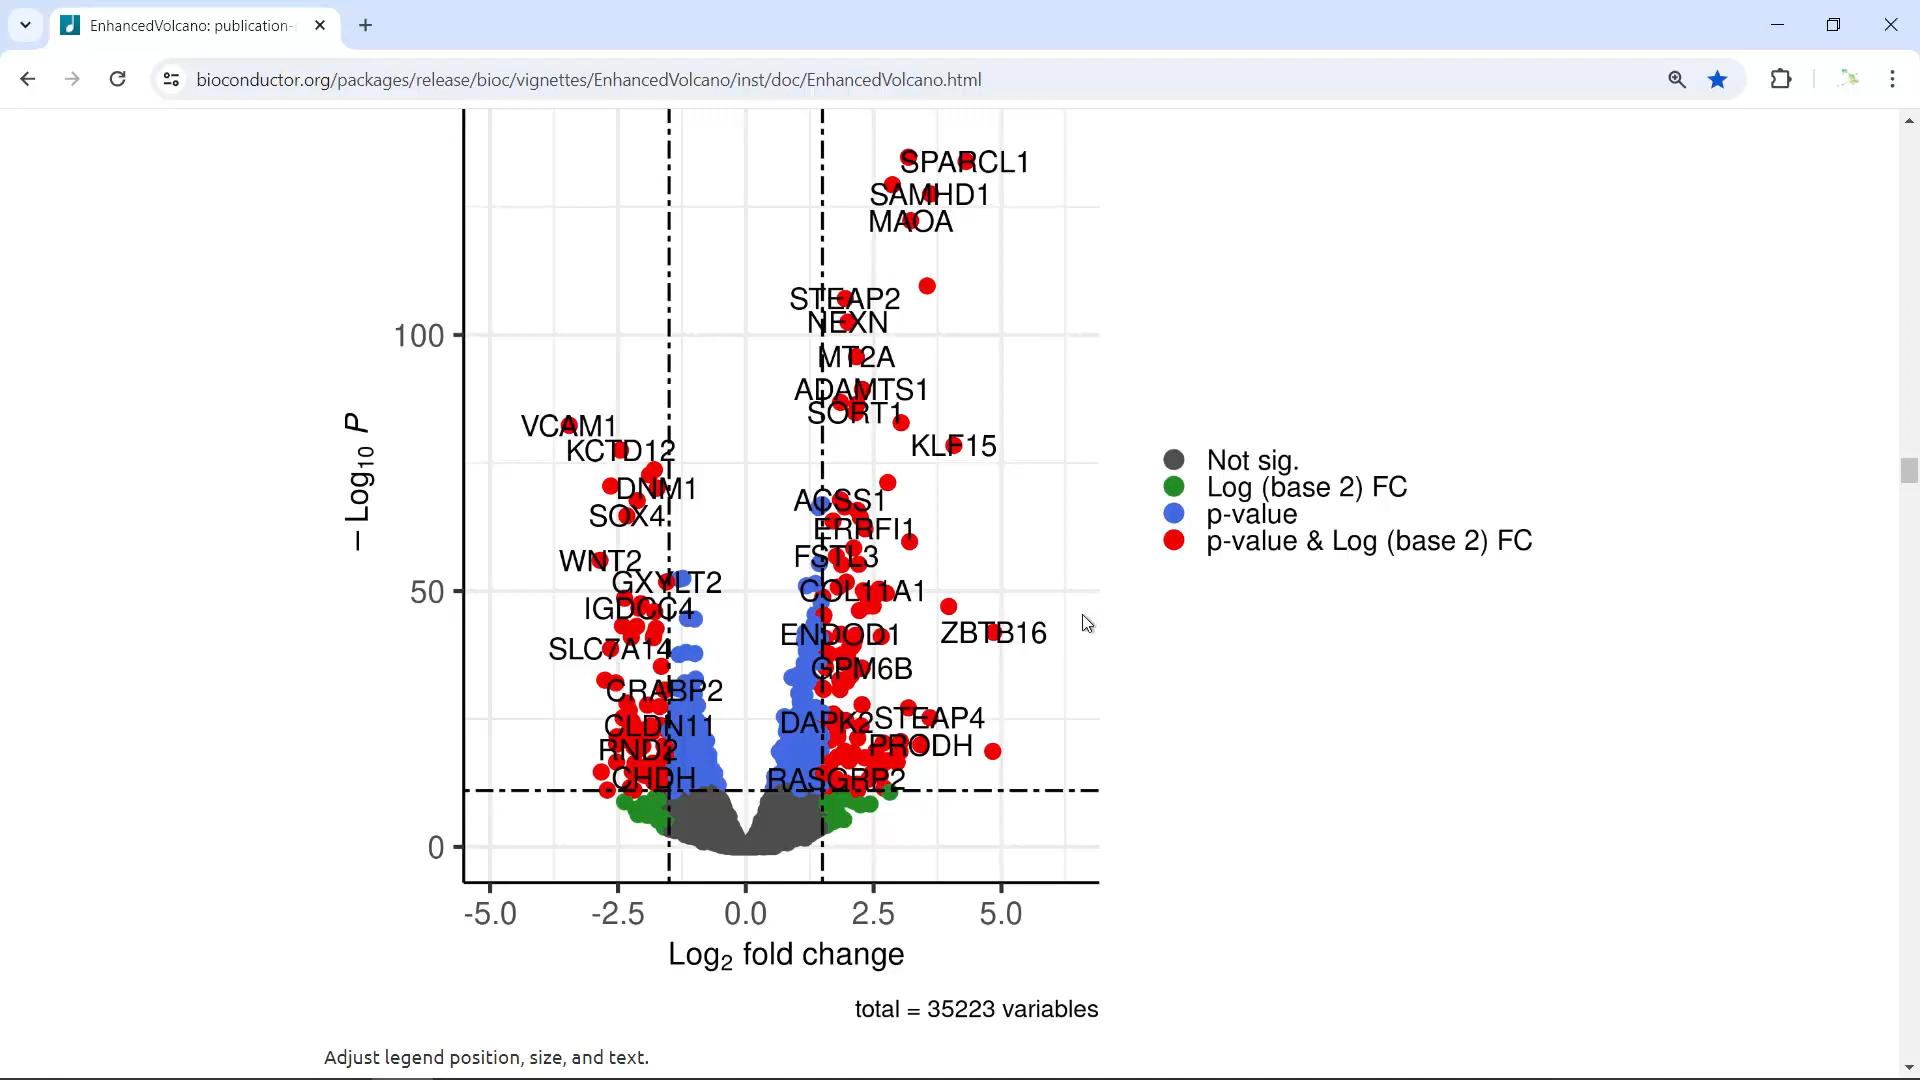 EnhancedVolcano: publication-
bioconductor.org/packages/release/bioc/vignettes/EnhancedVolcano/inst/doc/EnhancedVolcano.html
SPARCL1
SAMHD1
MAOA
STEAP2
NEXN
100
MT2A
ADAMTS1
SORT1
VCAM1
KLF15
KCTD12
− Log10 P
Not sig.
DNM1
Log (base 2) FC
ACSS1
SOX4
p-value
ERRFI1
p-value & Log (base 2) FC
FSTL3
WNT2
GXYLT2
50
COL11A1
IGDCC4
ZBTB16
ENDOD1
SLC7A14
GPM6B
CRABP2
STEAP4
DAPK2
CLDN11
PRODH
RND2
CHDH
RASGRP2
0
-5.0 -2.5 0.0 2.5 5.0
Log2 fold change
total = 35223 variables
Adjust legend position, size, and text.